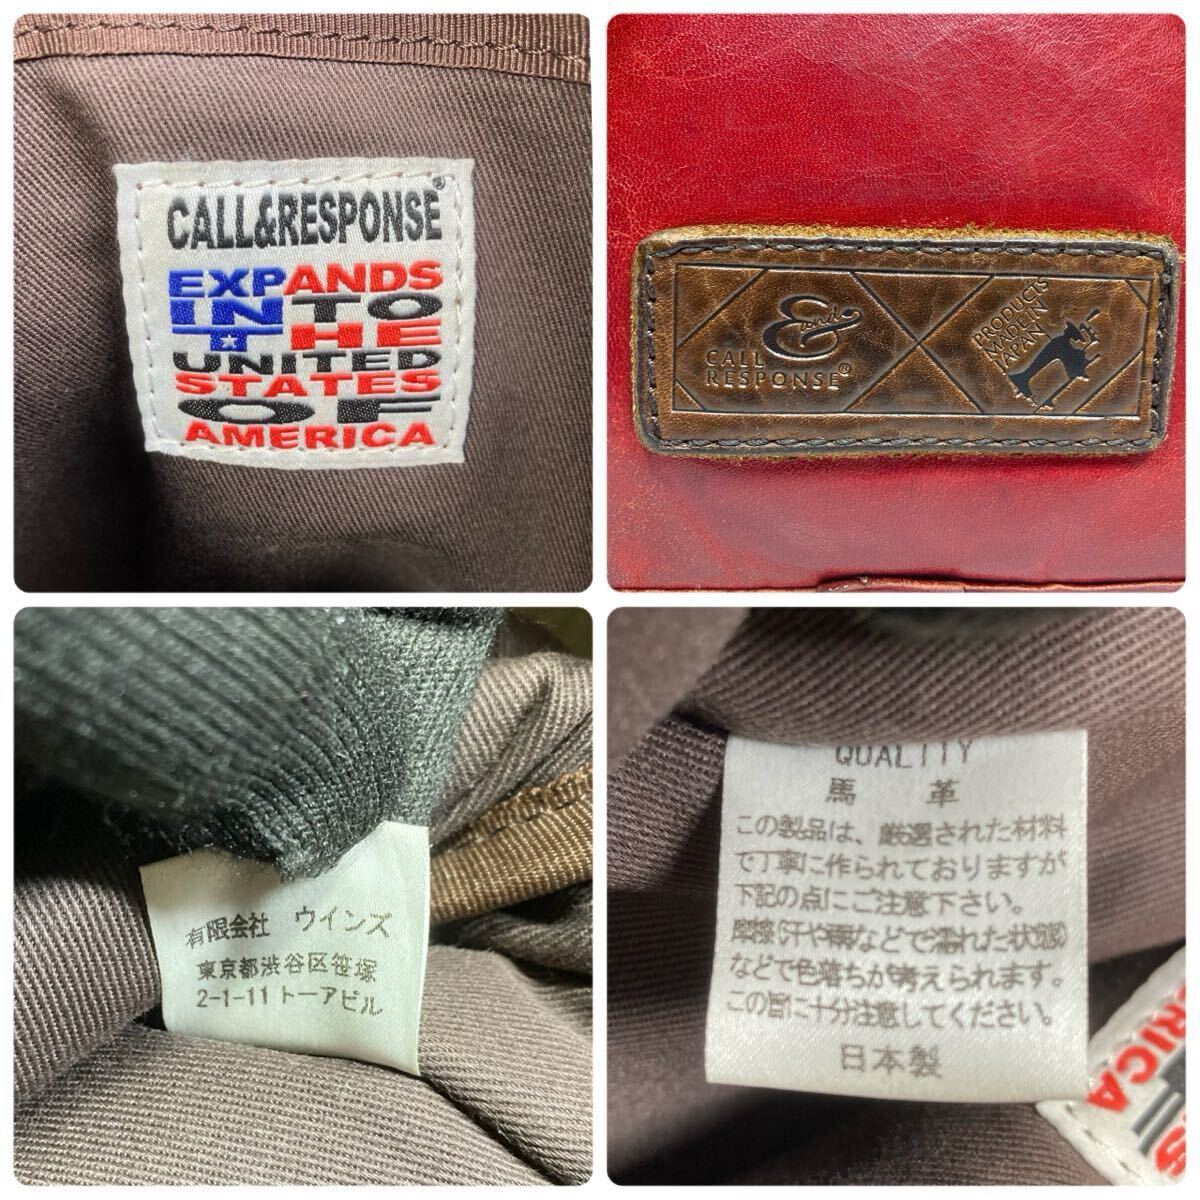 CALL&RESPONSE®
EXPANDS
INTO
THE
UNITED
STATES
OF
AMERICA
& and
CALL
RESPONSE®
PRODUCTS
MADE IN
JAPAN
有限会社 ウインズ
東京都渋谷区笹塚
2-1-11 トーアビル
QUALITY
馬 革
この製品は、厳選された材料
で丁寧に作られておりますが
下記の点にご注意下さい。
摩擦汗や雨などで濡れた状態
などで色落ちが考えられます。
この旨に十分注意してください。
日本製
ERICA